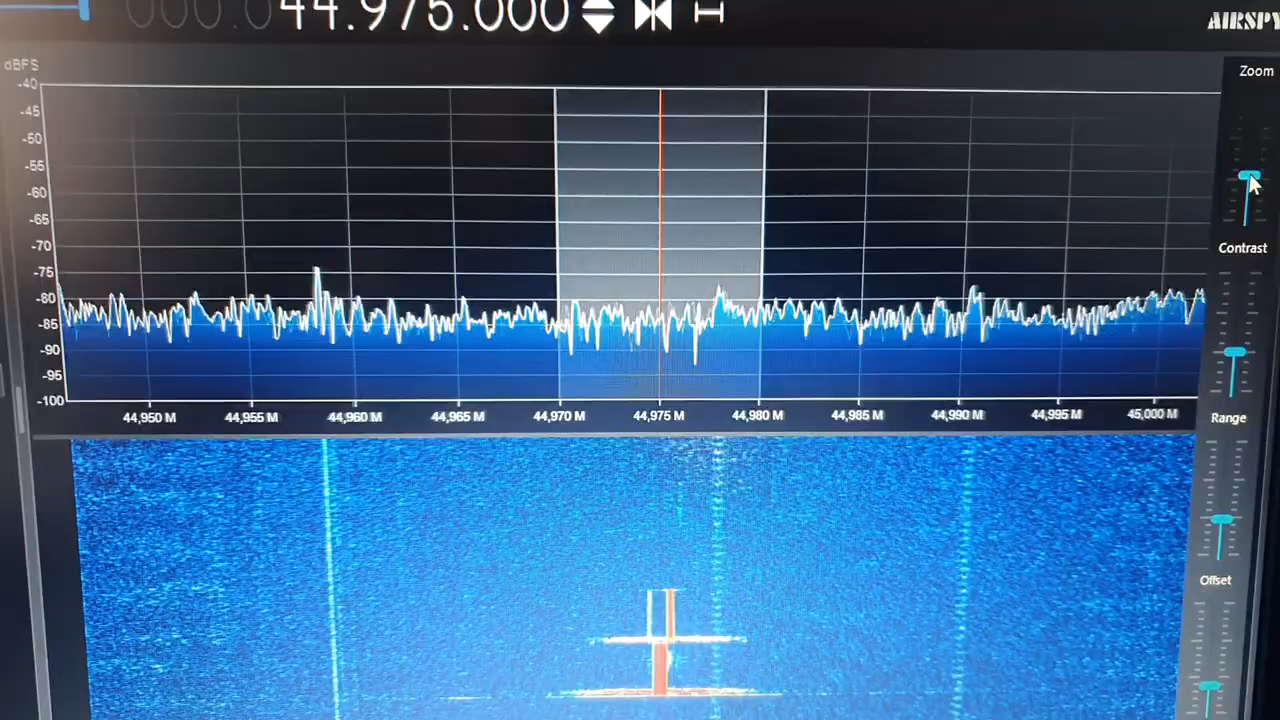 000.044.975.000
AIRSPY
dBFS
Zoom
-40
-45
-50
-55
-60
-65
-70
-75
-80
-85
-90
-95
-100
44,950 M 44,955 M 44,960 M 44,965 M 44,970 M 44,975 M 44,980 M 44,985 M 44,990 M 44,995 M 45,000 M
Contrast
Range
Offset